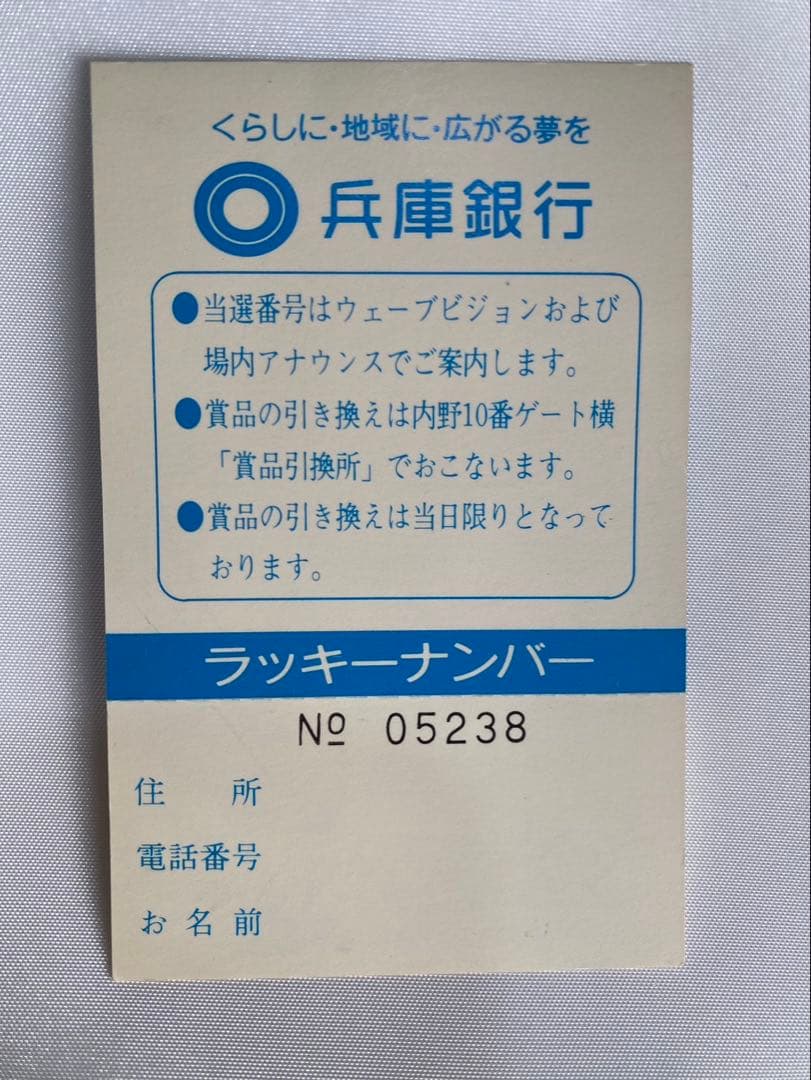 くらしに・地域に・広がる夢を
兵庫銀行
●当選番号はウェーブビジョンおよび
場内アナウンスでご案内します。
●賞品の引き換えは内野10番ゲート横
「賞品引換所」でおこないます。
●賞品の引き換えは当日限りとなって
おります。
ラッキーナンバー
№ 05238
住所
電話番号
お名前